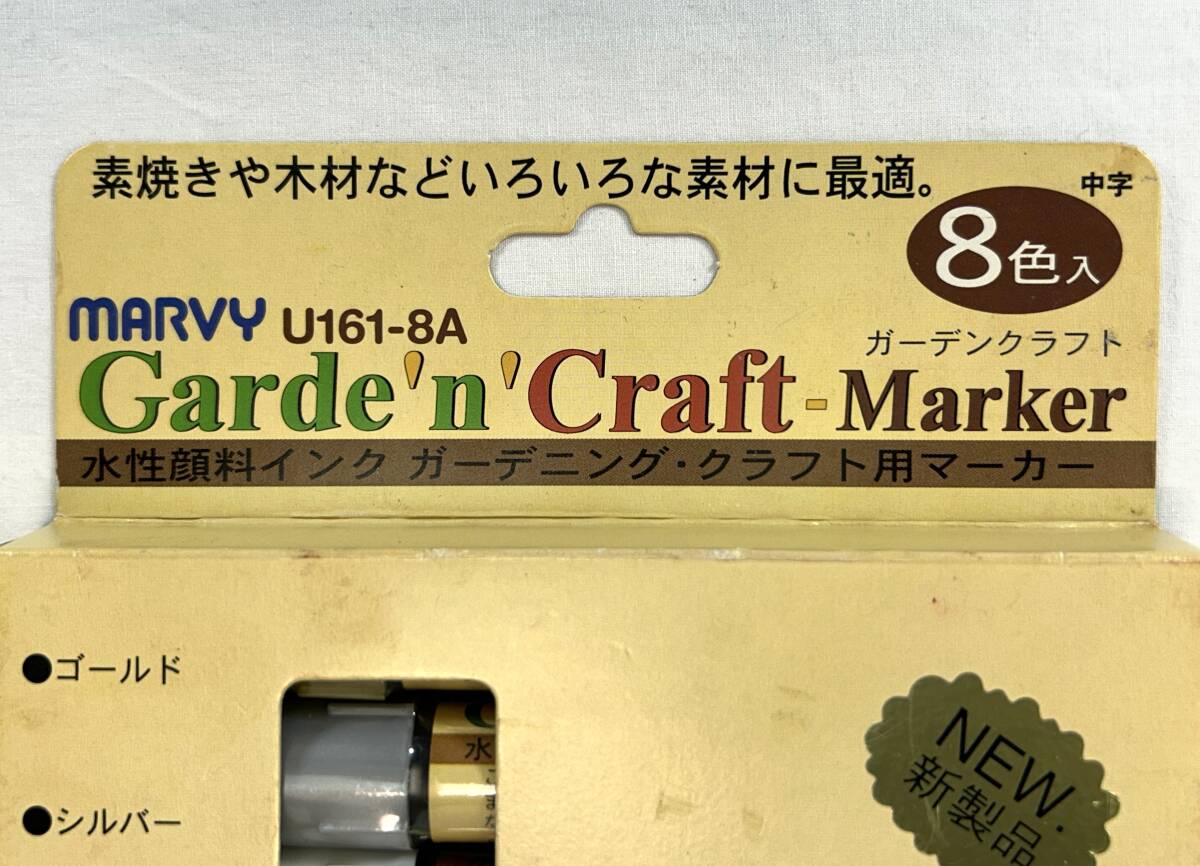 素焼きや木材などいろいろな素材に最適。
中字
8色入
MARVY U161-8A
ガーデンクラフト
Garde'n'Craft-Marker
水性顔料インク ガーデニング・クラフト用マーカー
●ゴールド
●シルバー
NEW.
新製品
水